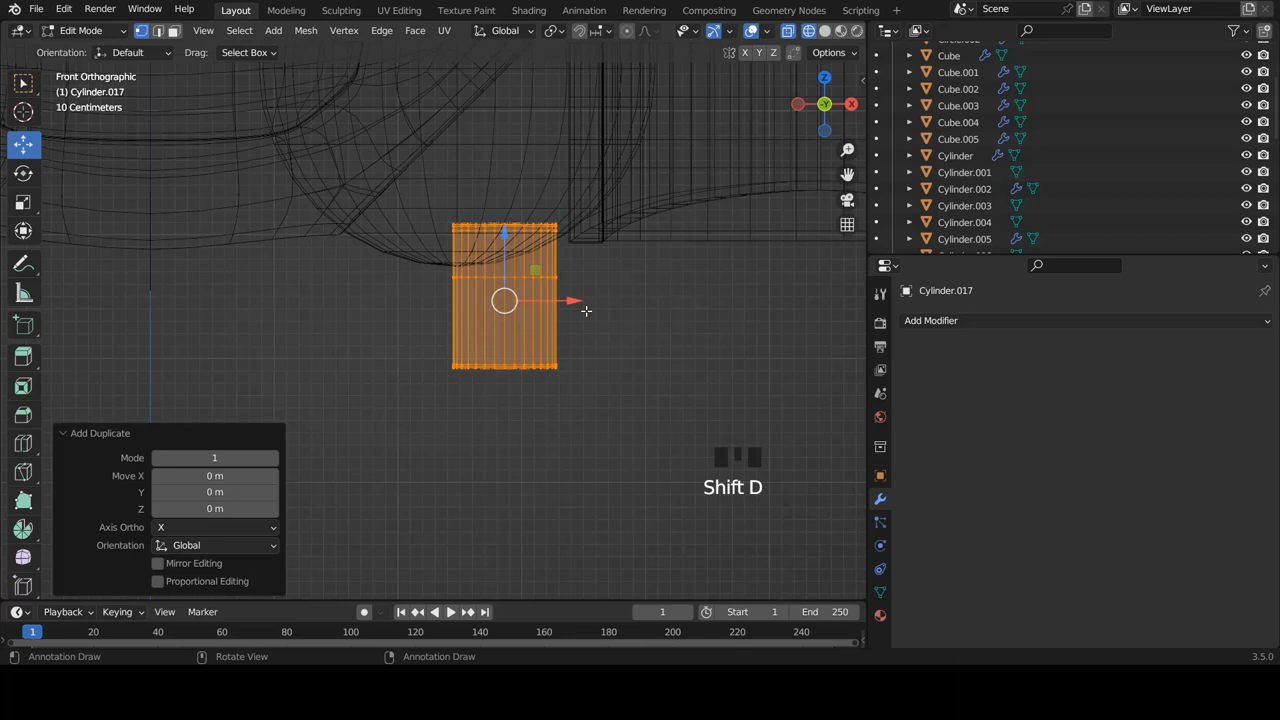 File Edit Render Window Help Layout Modeling Sculpting UV Editing Texture Paint Shading Animation Rendering Compositing Geometry Nodes Scripting + Scene ViewLayer
Edit Mode View Select Add Mesh Vertex Edge Face UV Global
Orientation: Default Drag: Select Box X Y Z Options
Front Orthographic
(1) Cylinder.017
10 Centimeters
Z
Y
X
Cube
Cube.001
Cube.002
Cube.003
Cube.004
Cube.005
Cylinder
Cylinder.001
Cylinder.002
Cylinder.003
Cylinder.004
Cylinder.005
Cylinder.017
Add Modifier
Add Duplicate
Mode 1
Move X 0 m
Y 0 m
Z 0 m
Axis Ortho X
Orientation Global
Mirror Editing
Proportional Editing
Shift D
Playback Keying View Marker 1 Start 1 End 250
1 20 40 60 80 100 120 140 160 180 200 220 240
Annotation Draw Rotate View Annotation Draw 3.5.0